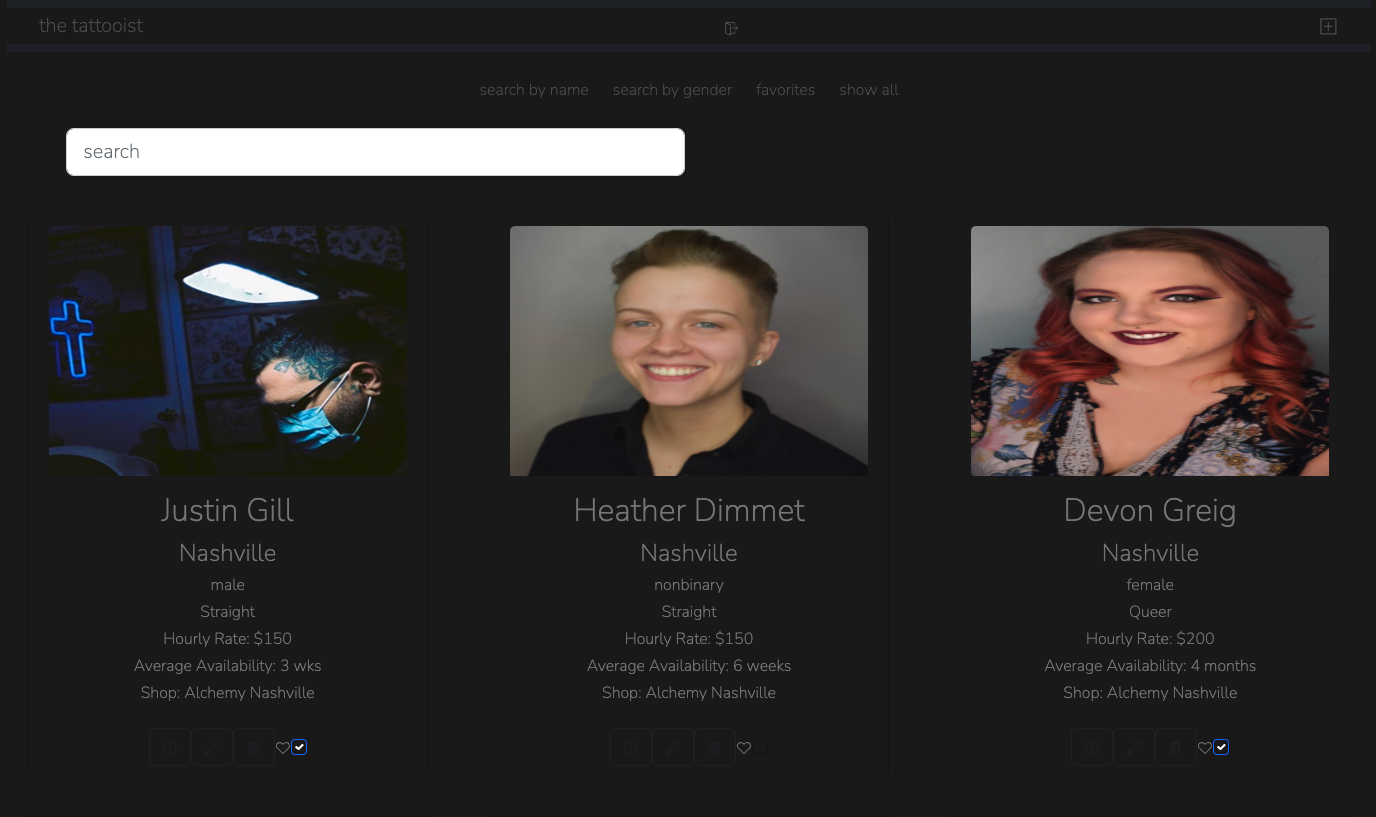 the tattooist
search by name search by gender favorites show all
search
Justin Gill
Nashville
male
Straight
Hourly Rate: $150
Average Availability: 3 wks
Shop: Alchemy Nashville
Heather Dimmet
Nashville
nonbinary
Straight
Hourly Rate: $150
Average Availability: 6 weeks
Shop: Alchemy Nashville
Devon Greig
Nashville
female
Queer
Hourly Rate: $200
Average Availability: 4 months
Shop: Alchemy Nashville